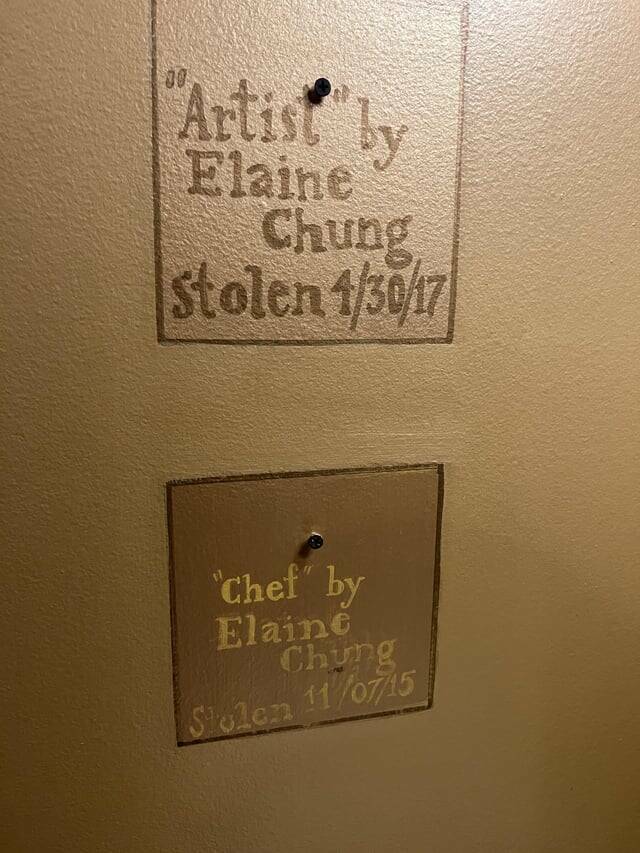 "Artist" by
Elaine
Chung
Stolen 4/30/17
"Chef" by
Elaine
Chung
Stolen 11/07/15